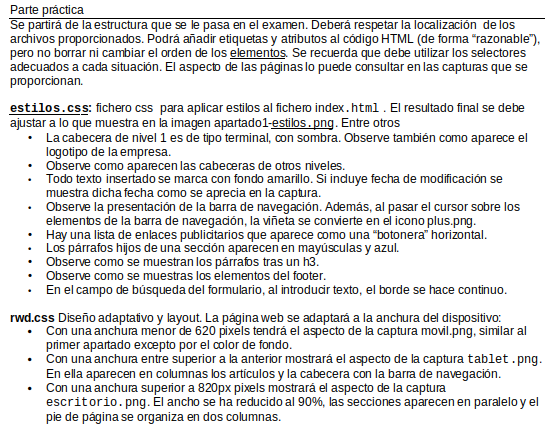 Parte práctica
Se partirá de la estructura que se le pasa en el examen. Deberá respetar la localización de los
archivos proporcionados. Podrá añadir etiquetas y atributos al código HTML (de forma “razonable”),
pero no borrar ni cambiar el orden de los elementos. Se recuerda que debe utilizar los selectores
adecuados a cada situación. El aspecto de las páginas lo puede consultar en las capturas que se
proporcionan.
estilos.css: fichero css para aplicar estilos al fichero index.html . El resultado final se debe
ajustar a lo que muestra en la imagen apartado1-estilos.png. Entre otros
• La cabecera de nivel 1 es de tipo terminal, con sombra. Observe también como aparece el
logotipo de la empresa.
• Observe como aparecen las cabeceras de otros niveles.
• Todo texto insertado se marca con fondo amarillo. Si incluye fecha de modificación se
muestra dicha fecha como se aprecia en la captura.
• Observe la presentación de la barra de navegación. Además, al pasar el cursor sobre los
elementos de la barra de navegación, la viñeta se convierte en el icono plus.png.
• Hay una lista de enlaces publicitarios que aparece como una “botonera” horizontal.
• Los párrafos hijos de una sección aparecen en mayúsculas y azul.
• Observe como se muestran los párrafos tras un h3.
• Observe como se muestras los elementos del footer.
• En el campo de búsqueda del formulario, al introducir texto, el borde se hace continuo.
rwd.css Diseño adaptativo y layout. La página web se adaptará a la anchura del dispositivo:
• Con una anchura menor de 620 pixels tendrá el aspecto de la captura movil.png, similar al
primer apartado excepto por el color de fondo.
• Con una anchura entre superior a la anterior mostrará el aspecto de la captura tablet.png.
En ella aparecen en columnas los artículos y la cabecera con la barra de navegación.
• Con una anchura superior a 820px pixels mostrará el aspecto de la captura
escritorio.png. El ancho se ha reducido al 90%, las secciones aparecen en paralelo y el
pie de página se organiza en dos columnas.